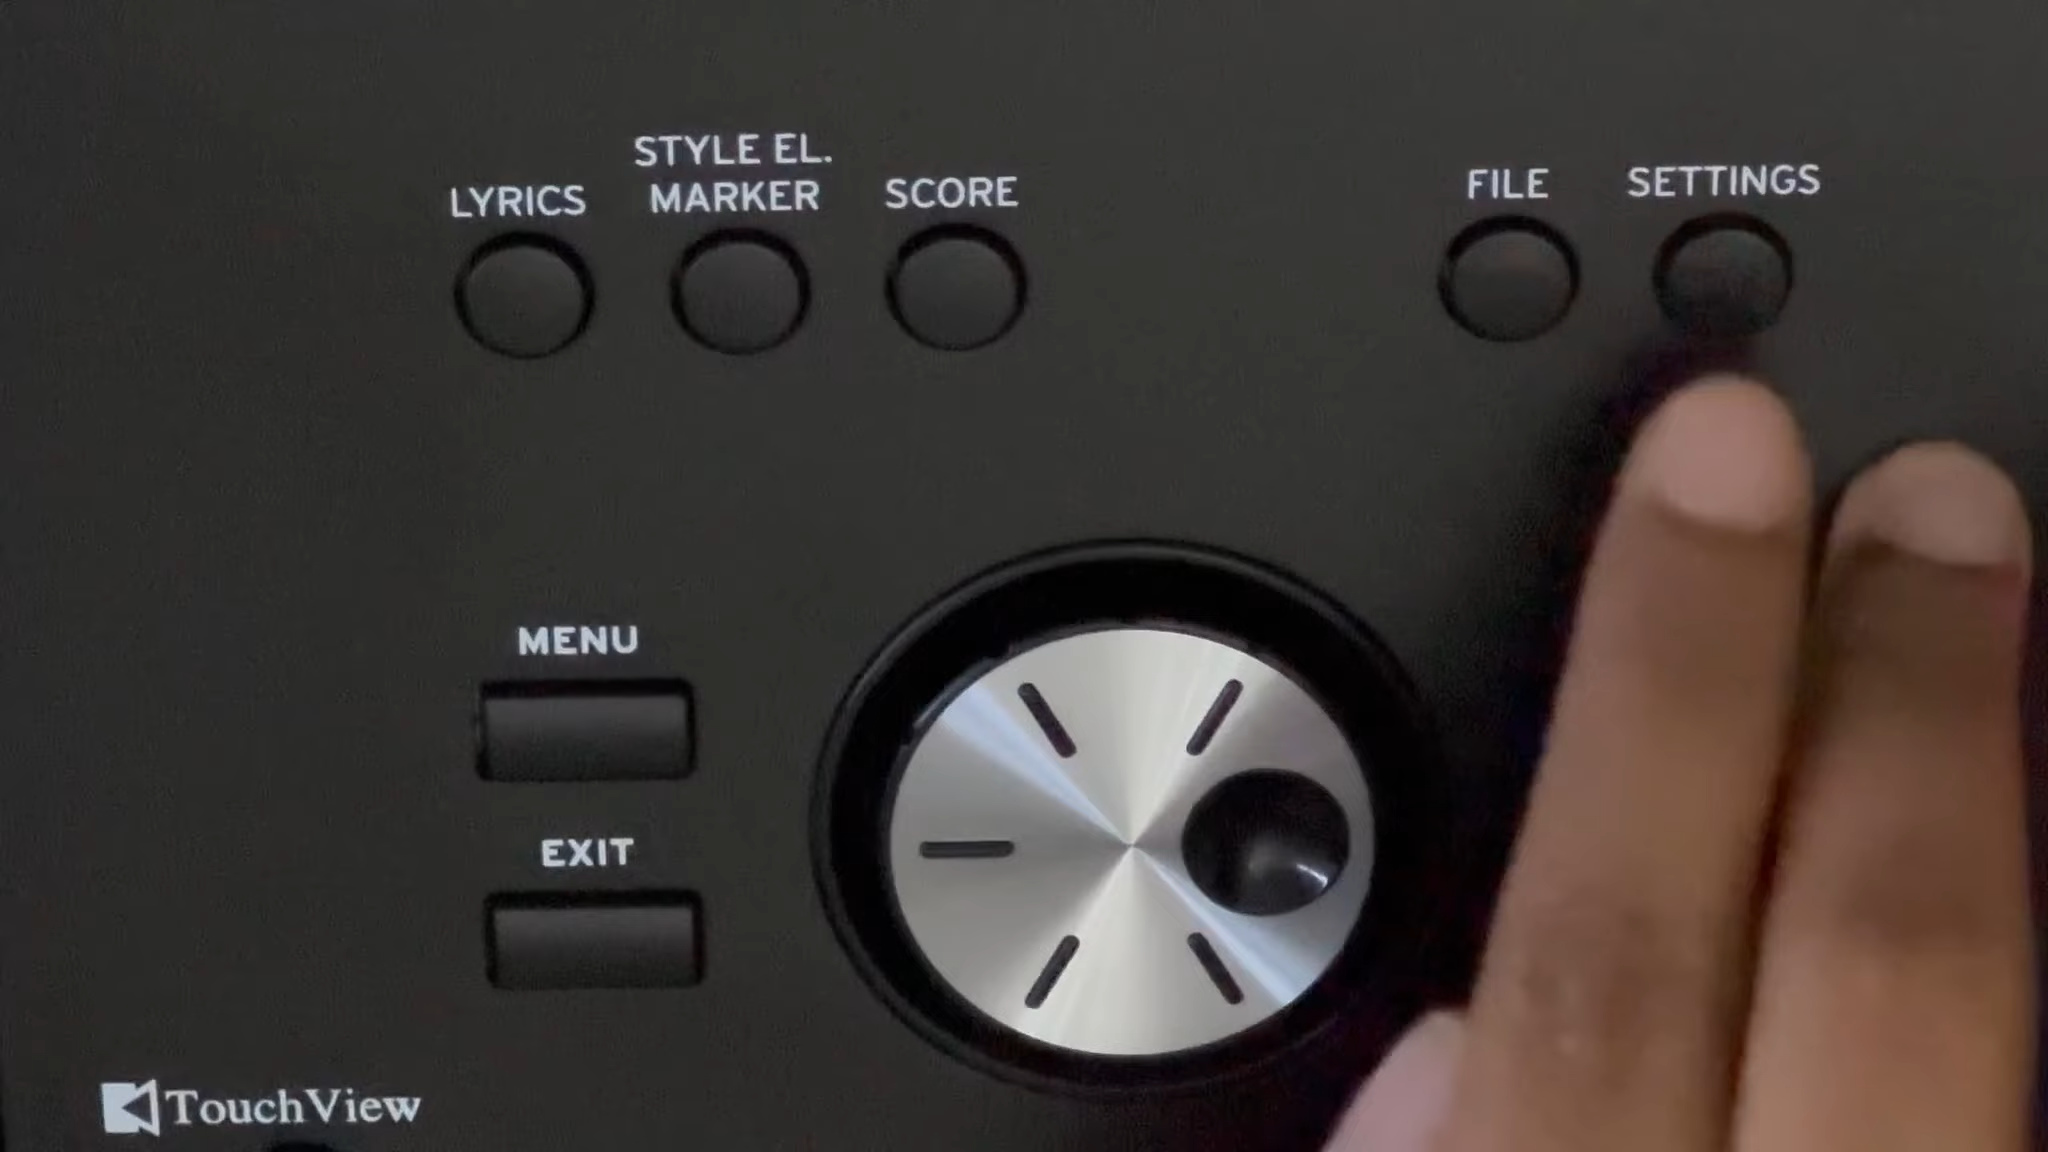 STYLE EL.
LYRICS MARKER SCORE
FILE SETTINGS
MENU
EXIT
TouchView